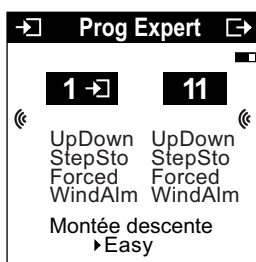 Prog Expert
1 11
UpDown UpDown
StepSto StepSto
Forced Forced
WindAlm WindAlm
Montée descente
Easy